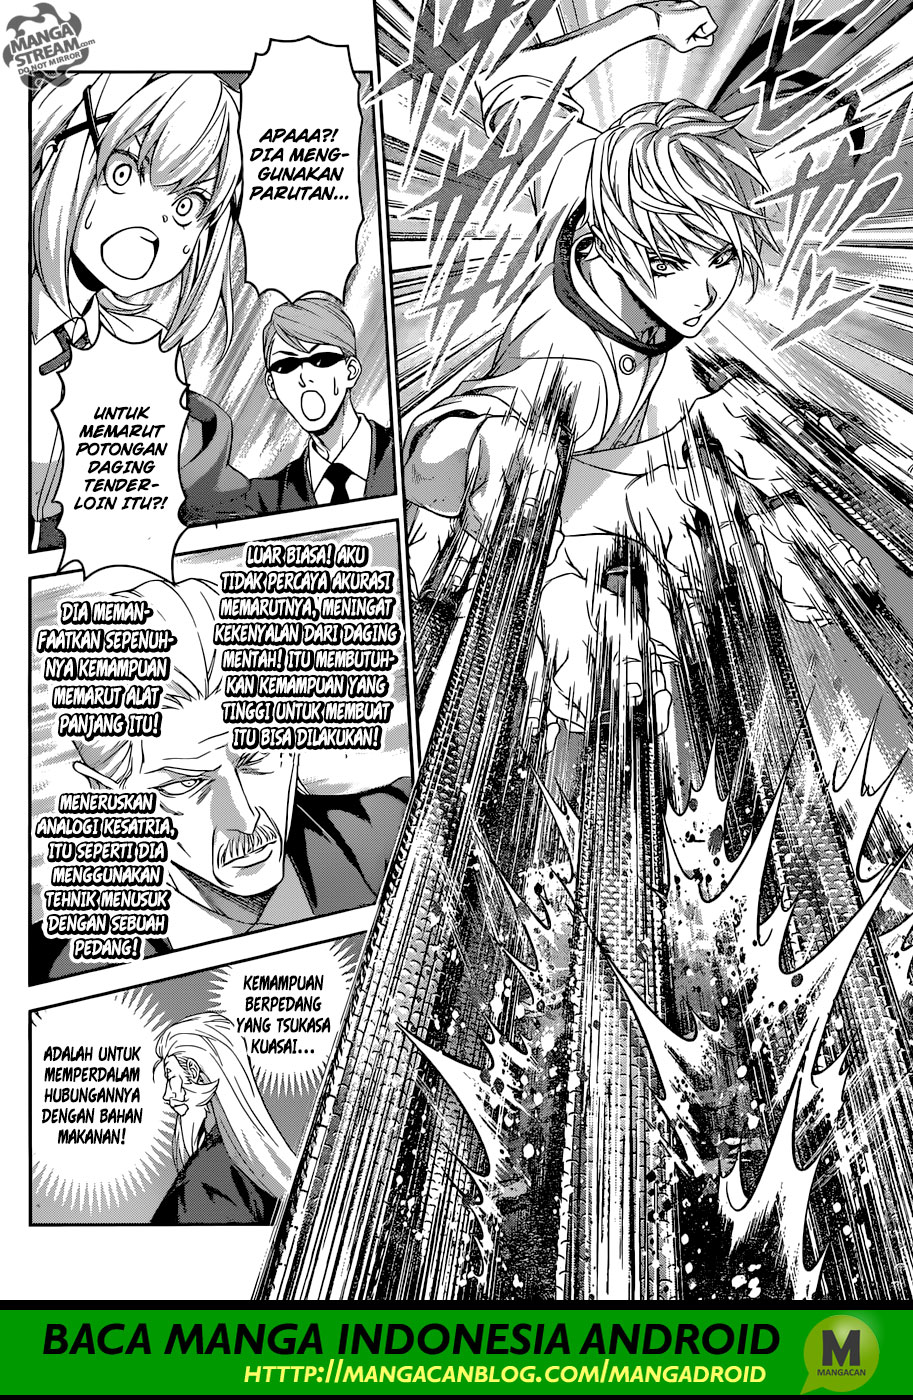 MANGA
STREAM.com
DO NOT MIRROR
APAAA?!
DIA MENG-
GUNAKAN
PARUTAN...
UNTUK
MEMARUT
POTONGAN
DAGING
TENDER-
LOIN ITU?!
LUAR BIASA! AKU
TIDAK PERCAYA AKURASI
MEMARUTNYA, MENINGAT
KEKENYALAN DARI DAGING
MENTAH! ITU MEMBUTUH-
KAN KEMAMPUAN YANG
TINGGI UNTUK MEMBUAT
ITU BISA DILAKUKAN!
DIA MEMAN-
FAATKAN SEPENUH-
NYA KEMAMPUAN
MEMARUT ALAT
PANJANG ITU!
MENERUSKAN
ANALOGI KESATRIA,
ITU SEPERTI DIA
MENGGUNAKAN
TEHNIK MENUSUK
DENGAN SEBUAH
PEDANG!
KEMAMPUAN
BERPEDANG
YANG TSUKASA
KUASAI...
ADALAH UNTUK
MEMPERDALAM
HUBUNGANNYA
DENGAN BAHAN
MAKANAN!
BACA MANGA INDONESIA ANDROID
HTTTP://MANGACANBLOG.COM/MANGADROID
M
MANGACAN